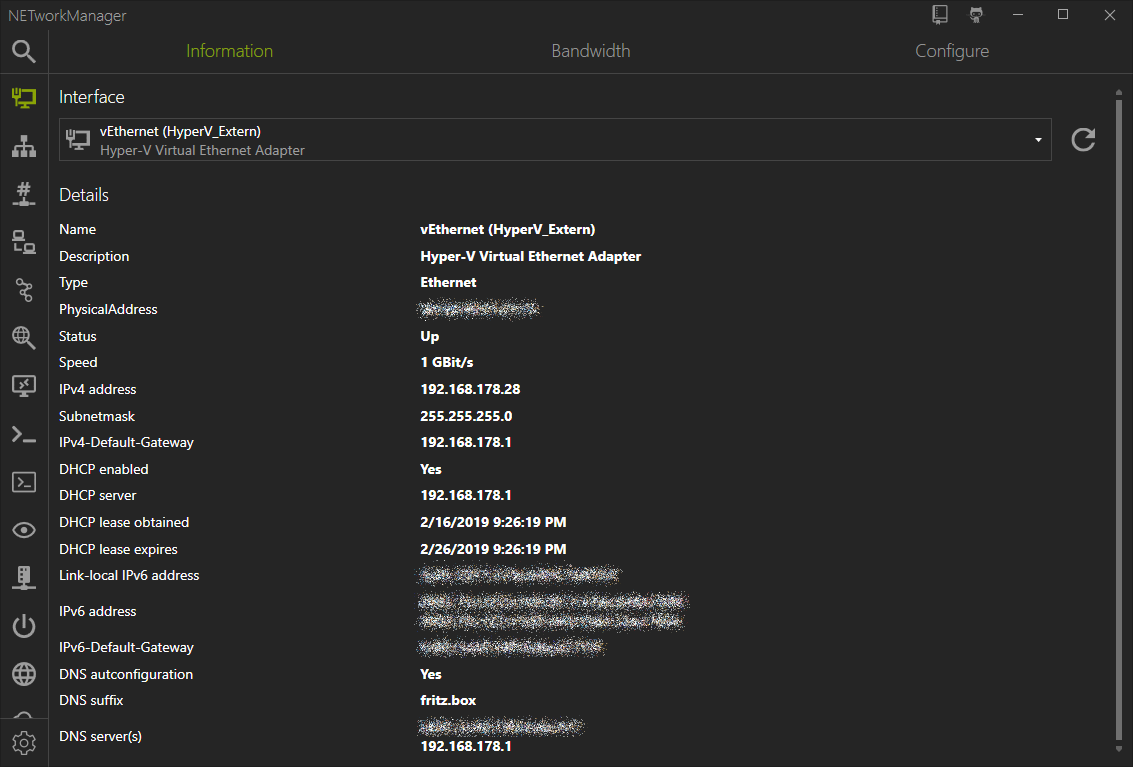 NETworkManager
Information Bandwidth Configure
Interface
vEthernet (HyperV_Extern)
Hyper-V Virtual Ethernet Adapter
Details
Name vEthernet (HyperV_Extern)
Description Hyper-V Virtual Ethernet Adapter
Type Ethernet
PhysicalAddress
Status Up
Speed 1 GBit/s
IPv4 address 192.168.178.28
Subnetmask 255.255.255.0
IPv4-Default-Gateway 192.168.178.1
DHCP enabled Yes
DHCP server 192.168.178.1
DHCP lease obtained 2/16/2019 9:26:19 PM
DHCP lease expires 2/26/2019 9:26:19 PM
Link-local IPv6 address
IPv6 address
IPv6-Default-Gateway
DNS autconfiguration Yes
DNS suffix fritz.box
DNS server(s)
192.168.178.1